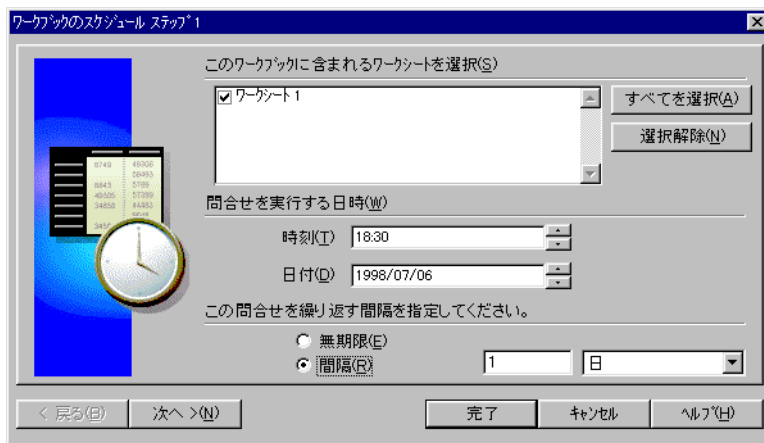 ワークブックのスケジュール ステップ1
このワークブックに含まれるワークシートを選択(S)
ワークシート 1
すべてを選択(A)
選択解除(N)
問合せを実行する日時(W)
時刻(T) 18:30
日付(D) 1998/07/06
この問合せを繰り返す間隔を指定してください。
無期限(E)
間隔(R) 1 日
< 戻る(B) 次へ >(N) 完了 キャンセル ヘルプ(H)